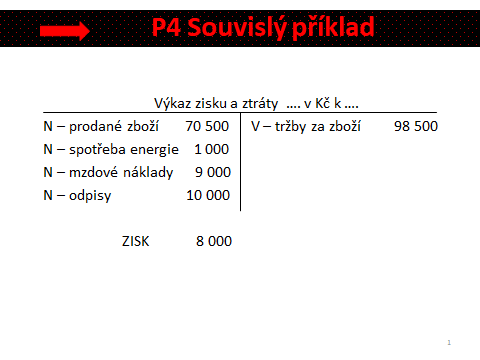 P4 Souvislý příklad
Výkaz zisku a ztráty .... v Kč k ....
N – prodané zboží 70 500 V – tržby za zboží 98 500
N – spotřeba energie 1 000
N – mzdové náklady 9 000
N – odpisy 10 000
ZISK 8 000
1